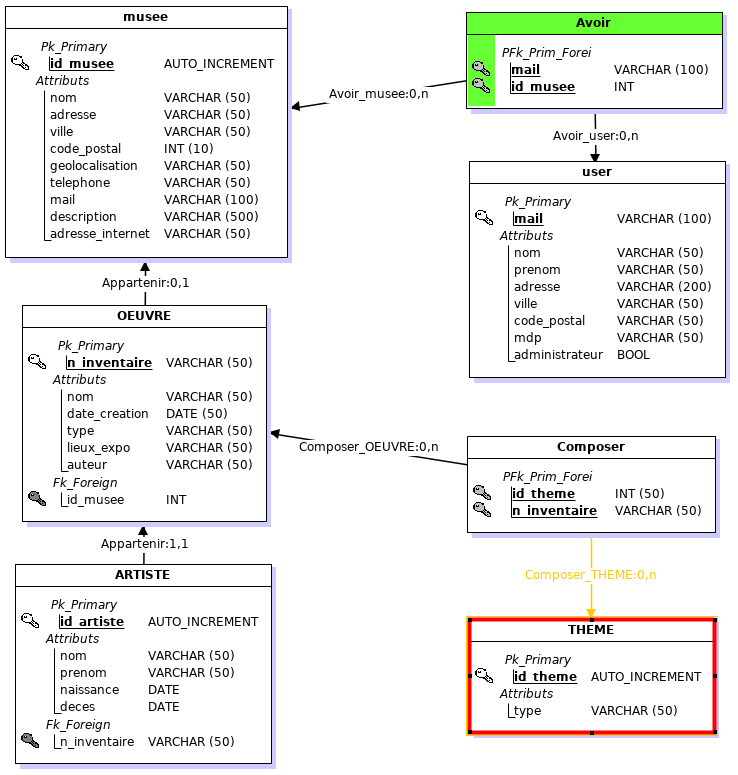 musee
Pk_Primary
id_musee AUTO_INCREMENT
Attributs
nom VARCHAR (50)
adresse VARCHAR (50)
ville VARCHAR (50)
code_postal INT (10)
geolocalisation VARCHAR (50)
telephone VARCHAR (50)
mail VARCHAR (100)
description VARCHAR (500)
adresse_internet VARCHAR (50)
Avoir_musee:0,n
Avoir
PFk_Prim_Forei
mail VARCHAR (100)
id_musee INT
Avoir_user:0,n
user
Pk_Primary
mail VARCHAR (100)
Attributs
nom VARCHAR (50)
prenom VARCHAR (50)
adresse VARCHAR (200)
ville VARCHAR (50)
code_postal VARCHAR (50)
mdp VARCHAR (50)
administrateur BOOL
Appartenir:0,1
OEUVRE
Pk_Primary
n_inventaire VARCHAR (50)
Attributs
nom VARCHAR (50)
date_creation DATE (50)
type VARCHAR (50)
lieux_expo VARCHAR (50)
auteur VARCHAR (50)
Fk_Foreign
id_musee INT
Composer_OEUVRE:0,n
Composer
PFk_Prim_Forei
id_theme INT (50)
n_inventaire VARCHAR (50)
Appartenir:1,1
ARTISTE
Pk_Primary
id_artiste AUTO_INCREMENT
Attributs
nom VARCHAR (50)
prenom VARCHAR (50)
naissance DATE
deces DATE
Fk_Foreign
n_inventaire VARCHAR (50)
Composer_THEME:0,n
THEME
Pk_Primary
id_theme AUTO_INCREMENT
Attributs
type VARCHAR (50)